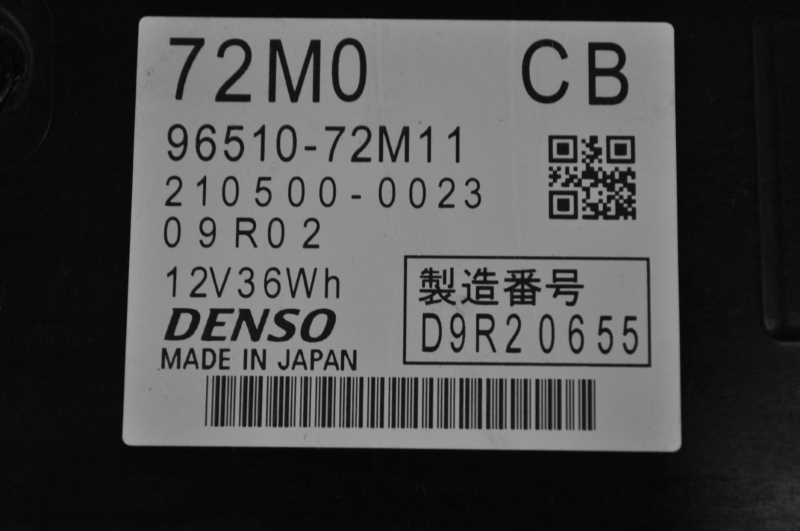 72M0 CB
96510-72M11
210500-0023
09R02
12V36Wh
製造番号
DENSO
D9R20655
MADE IN JAPAN